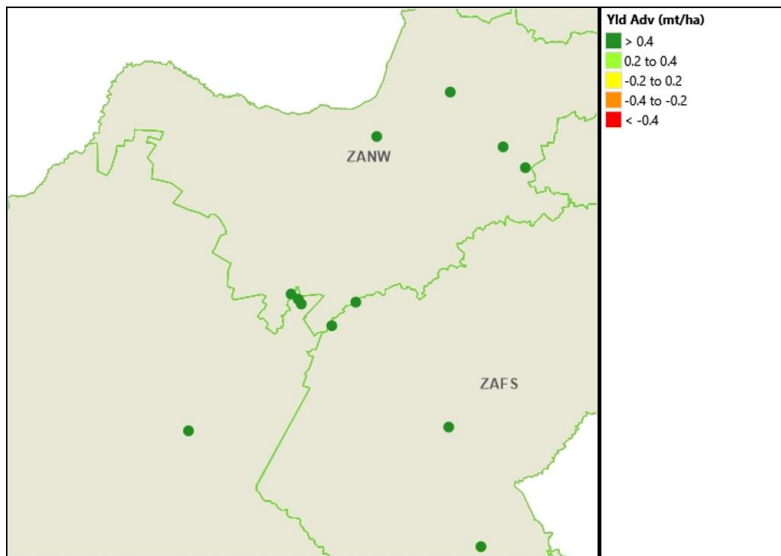 Yld Adv (mt/ha)
> 0.4
0.2 to 0.4
-0.2 to 0.2
-0.4 to -0.2
< -0.4
ZANW
ZAFS